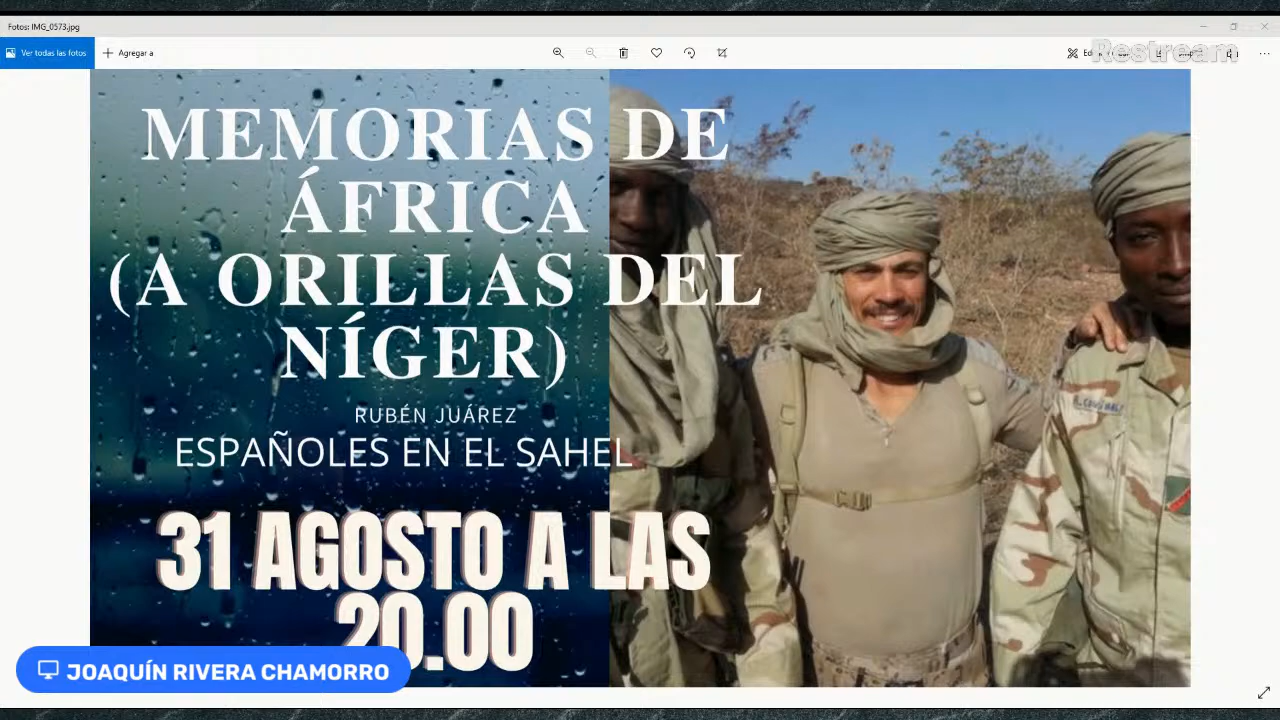 Fotos: IMG_0573.jpg
Ver todas las fotos
Agregar a
Restream
MEMORIAS DE
ÁFRICA
(A ORILLAS DEL
NÍGER)
RUBÉN JUÁREZ
ESPAÑOLES EN EL SAHEL
31 AGOSTO A LAS
20.00
JOAQUÍN RIVERA CHAMORRO